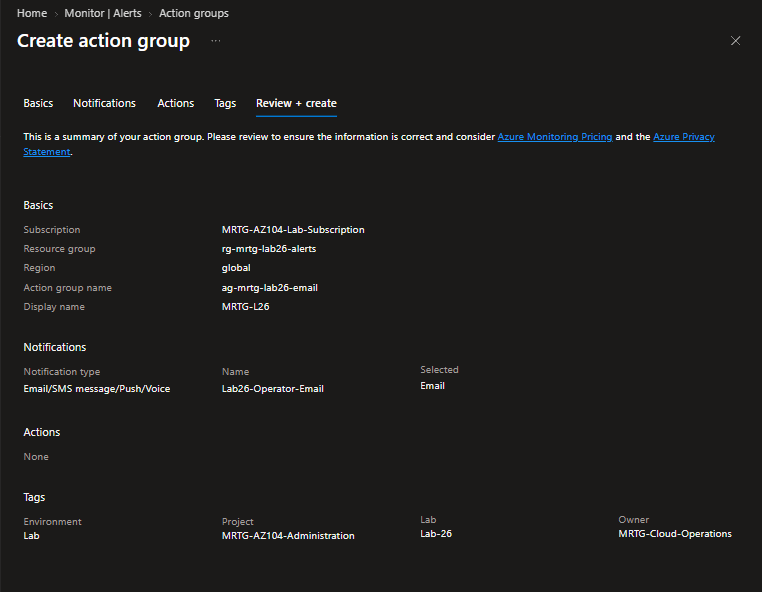 Home > Monitor | Alerts > Action groups
Create action group ...
Basics Notifications Actions Tags Review + create
This is a summary of your action group. Please review to ensure the information is correct and consider Azure Monitoring Pricing and the Azure Privacy
Statement.
Basics
Subscription MRTG-AZ104-Lab-Subscription
Resource group rg-mrtg-lab26-alerts
Region global
Action group name ag-mrtg-lab26-email
Display name MRTG-L26
Notifications
Notification type Name Selected
Email/SMS message/Push/Voice Lab26-Operator-Email Email
Actions
None
Tags
Environment Project Lab Owner
Lab MRTG-AZ104-Administration Lab-26 MRTG-Cloud-Operations